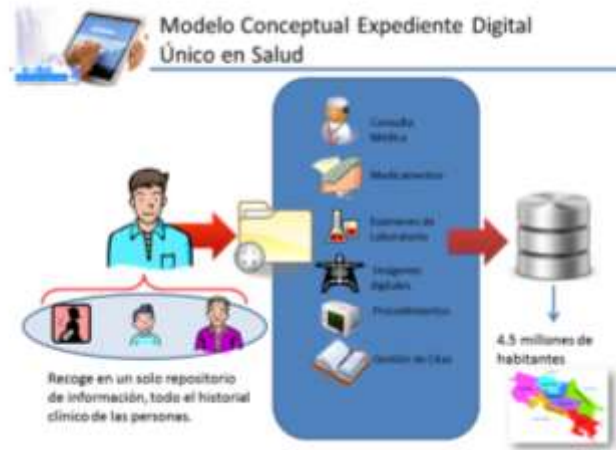 Modelo Conceptual Expediente Digital
Único en Salud
Consulta
Médica
Medicamentos
Exámenes de
Laboratorio
Imágenes
digitales
Procedimientos
Gestión de Citas
4.5 millones de
habitantes
Recoge en un solo repositorio
de información, todo el historial
clínico de las personas.